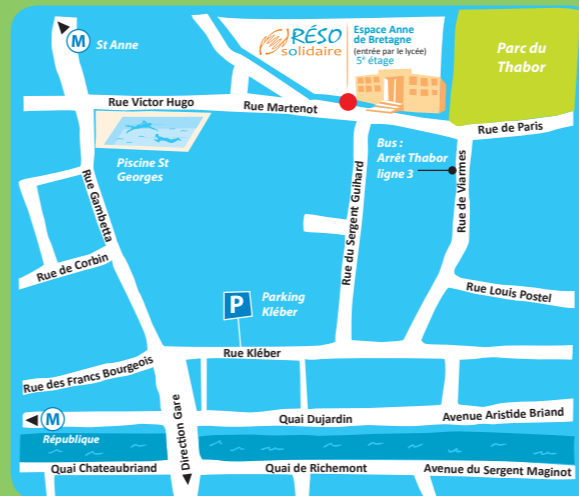 M
St Anne
RÉSO
solidaire
Espace Anne
de Bretagne
(entrée par le lycée)
5e étage
Parc du
Thabor
Rue Victor Hugo
Rue Martenot
Rue de Paris
Piscine St
Georges
Bus :
Arrêt Thabor
ligne 3
Rue Gambetta
Rue du Sergent Guihard
Rue de Viarmes
Rue de Corbin
P
Parking
Kléber
Rue Louis Postel
Rue Kléber
Rue des Francs Bourgeois
M
République
Quai Dujardin
Avenue Aristide Briand
Direction Gare
Quai Chateaubriand
Quai de Richemont
Avenue du Sergent Maginot